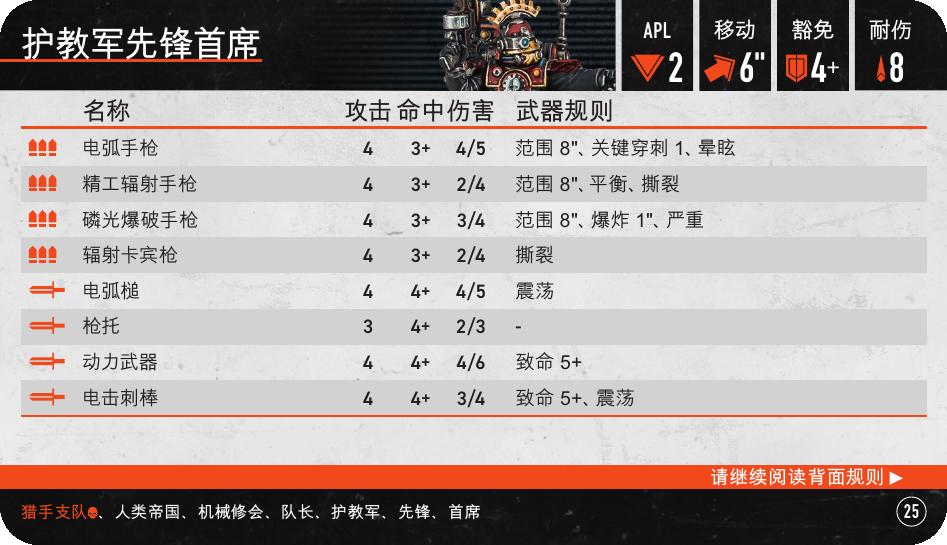 护教军先锋首席
APL 移动 豁免 耐伤
2 6" 4+ 8
名称 攻击 命中 伤害 武器规则
电弧手枪 4 3+ 4/5 范围 8"、关键穿刺 1、晕眩
精工辐射手枪 4 3+ 2/4 范围 8"、平衡、撕裂
磷光爆破手枪 4 3+ 3/4 范围 8"、爆炸 1"、严重
辐射卡宾枪 4 3+ 2/4 撕裂
电弧槌 4 4+ 4/5 震荡
枪托 3 4+ 2/3 -
动力武器 4 4+ 4/6 致命 5+
电击刺棒 4 4+ 3/4 致命 5+、震荡
请继续阅读背面规则 ▶
猎手支队、人类帝国、机械修会、队长、护教军、先锋、首席
25